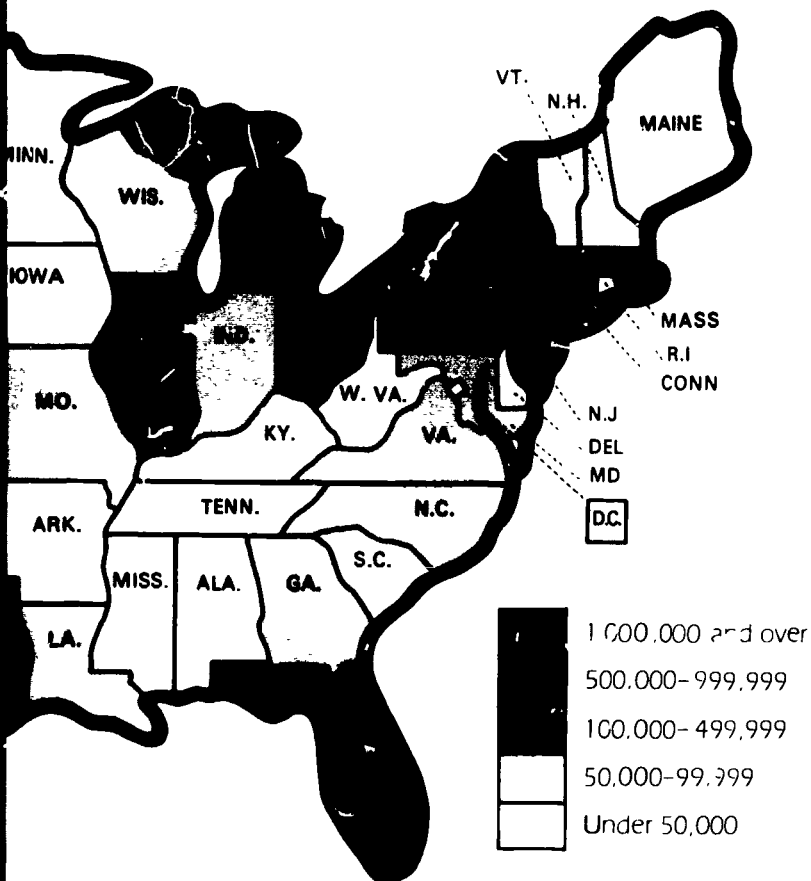 VT.
N.H.
MAINE
MINN.
WIS.
IOWA
MASS
R.I
CONN
IND.
MO.
W. VA.
N.J
KY.
VA.
DEL
MD
TENN.
N.C.
D.C.
ARK.
S.C.
MISS.
ALA.
GA.
LA.
1 000,000 and over
500,000-999,999
100,000-499,999
50,000-99,999
Under 50,000